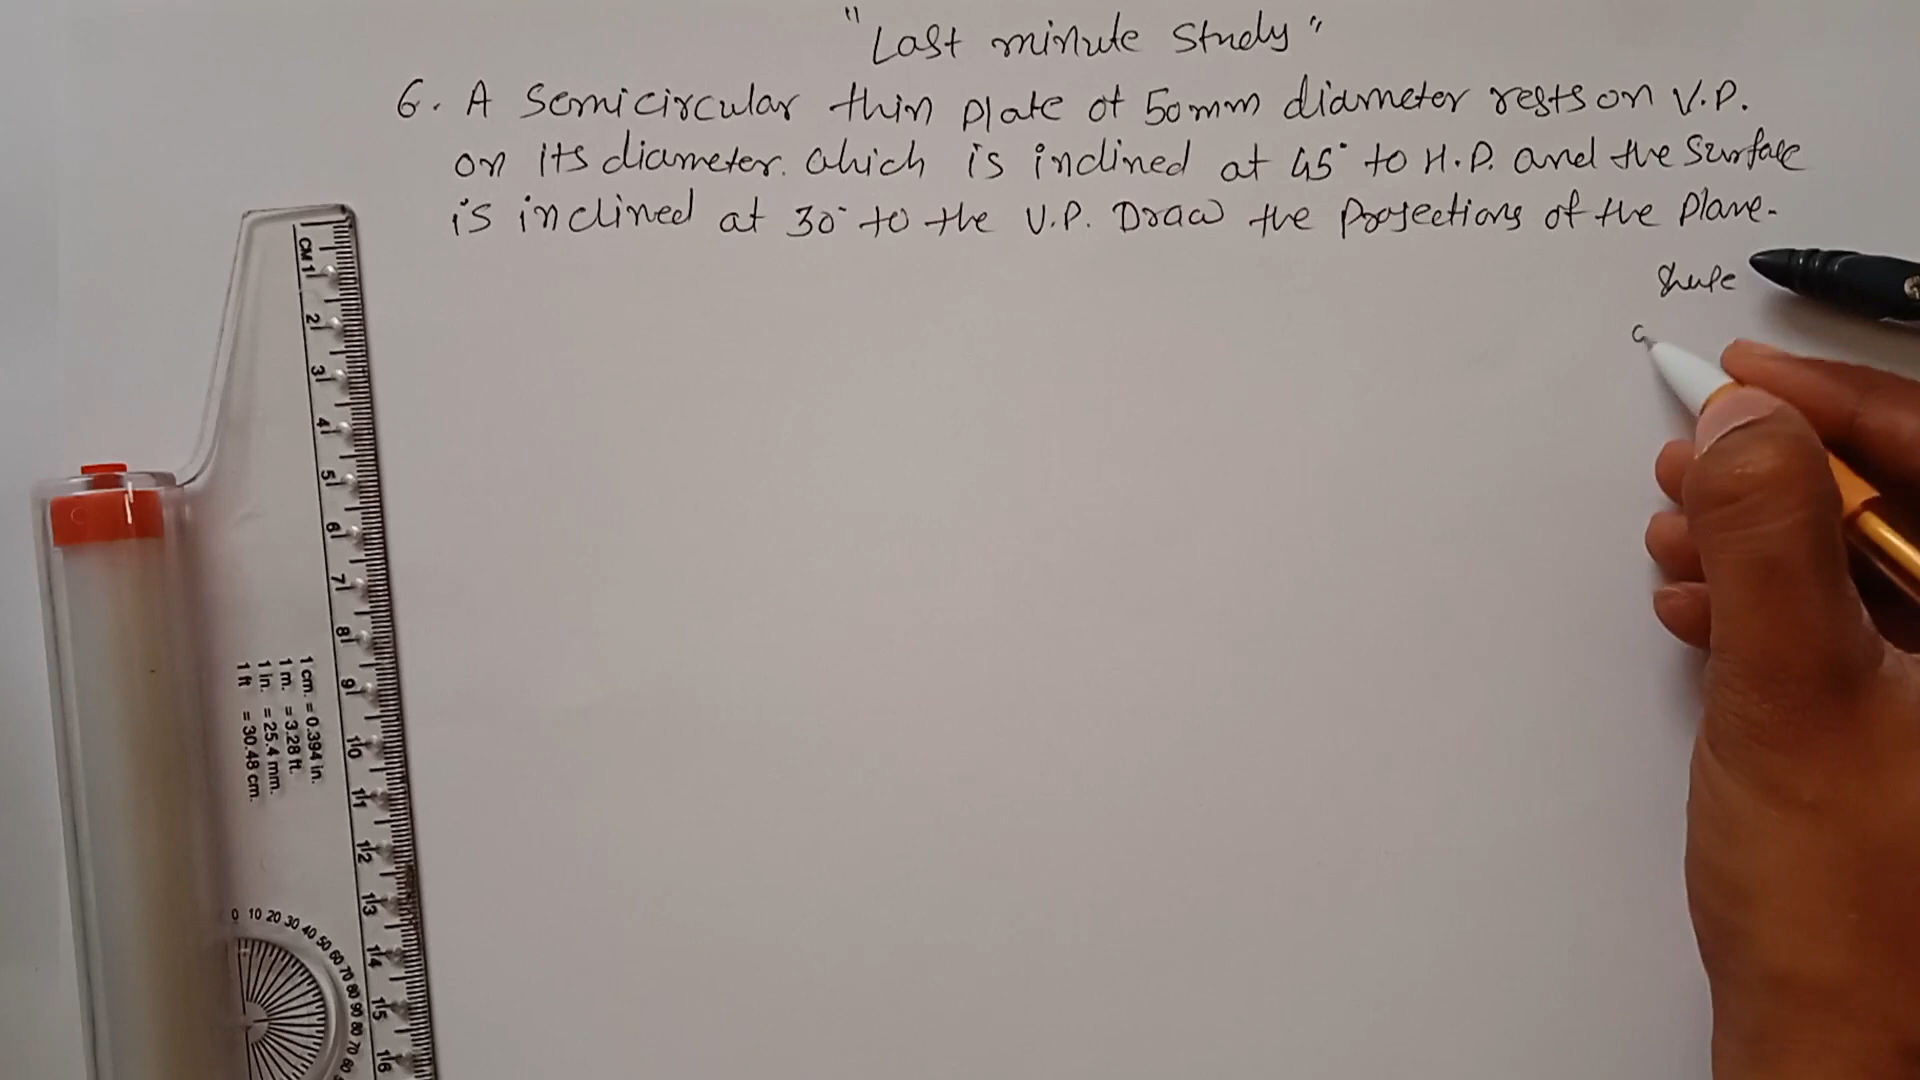 "Last minute study"
6. A semicircular thin plate of 50mm diameter rests on V.P.
on its diameter. which is inclined at 45° to H.P. and the surface
is inclined at 30° to the V.P. Draw the Projections of the plane.
shape
CM 1 2 3 4 5 6 7 8 9 10 11 12 13 14 15 16
1 cm. = 0.394 in.
1 m. = 3.28 ft.
1 in. = 25.4 mm.
1 ft = 30.48 cm.
0 10 20 30 40 50 60 70 80 90 80 70 60